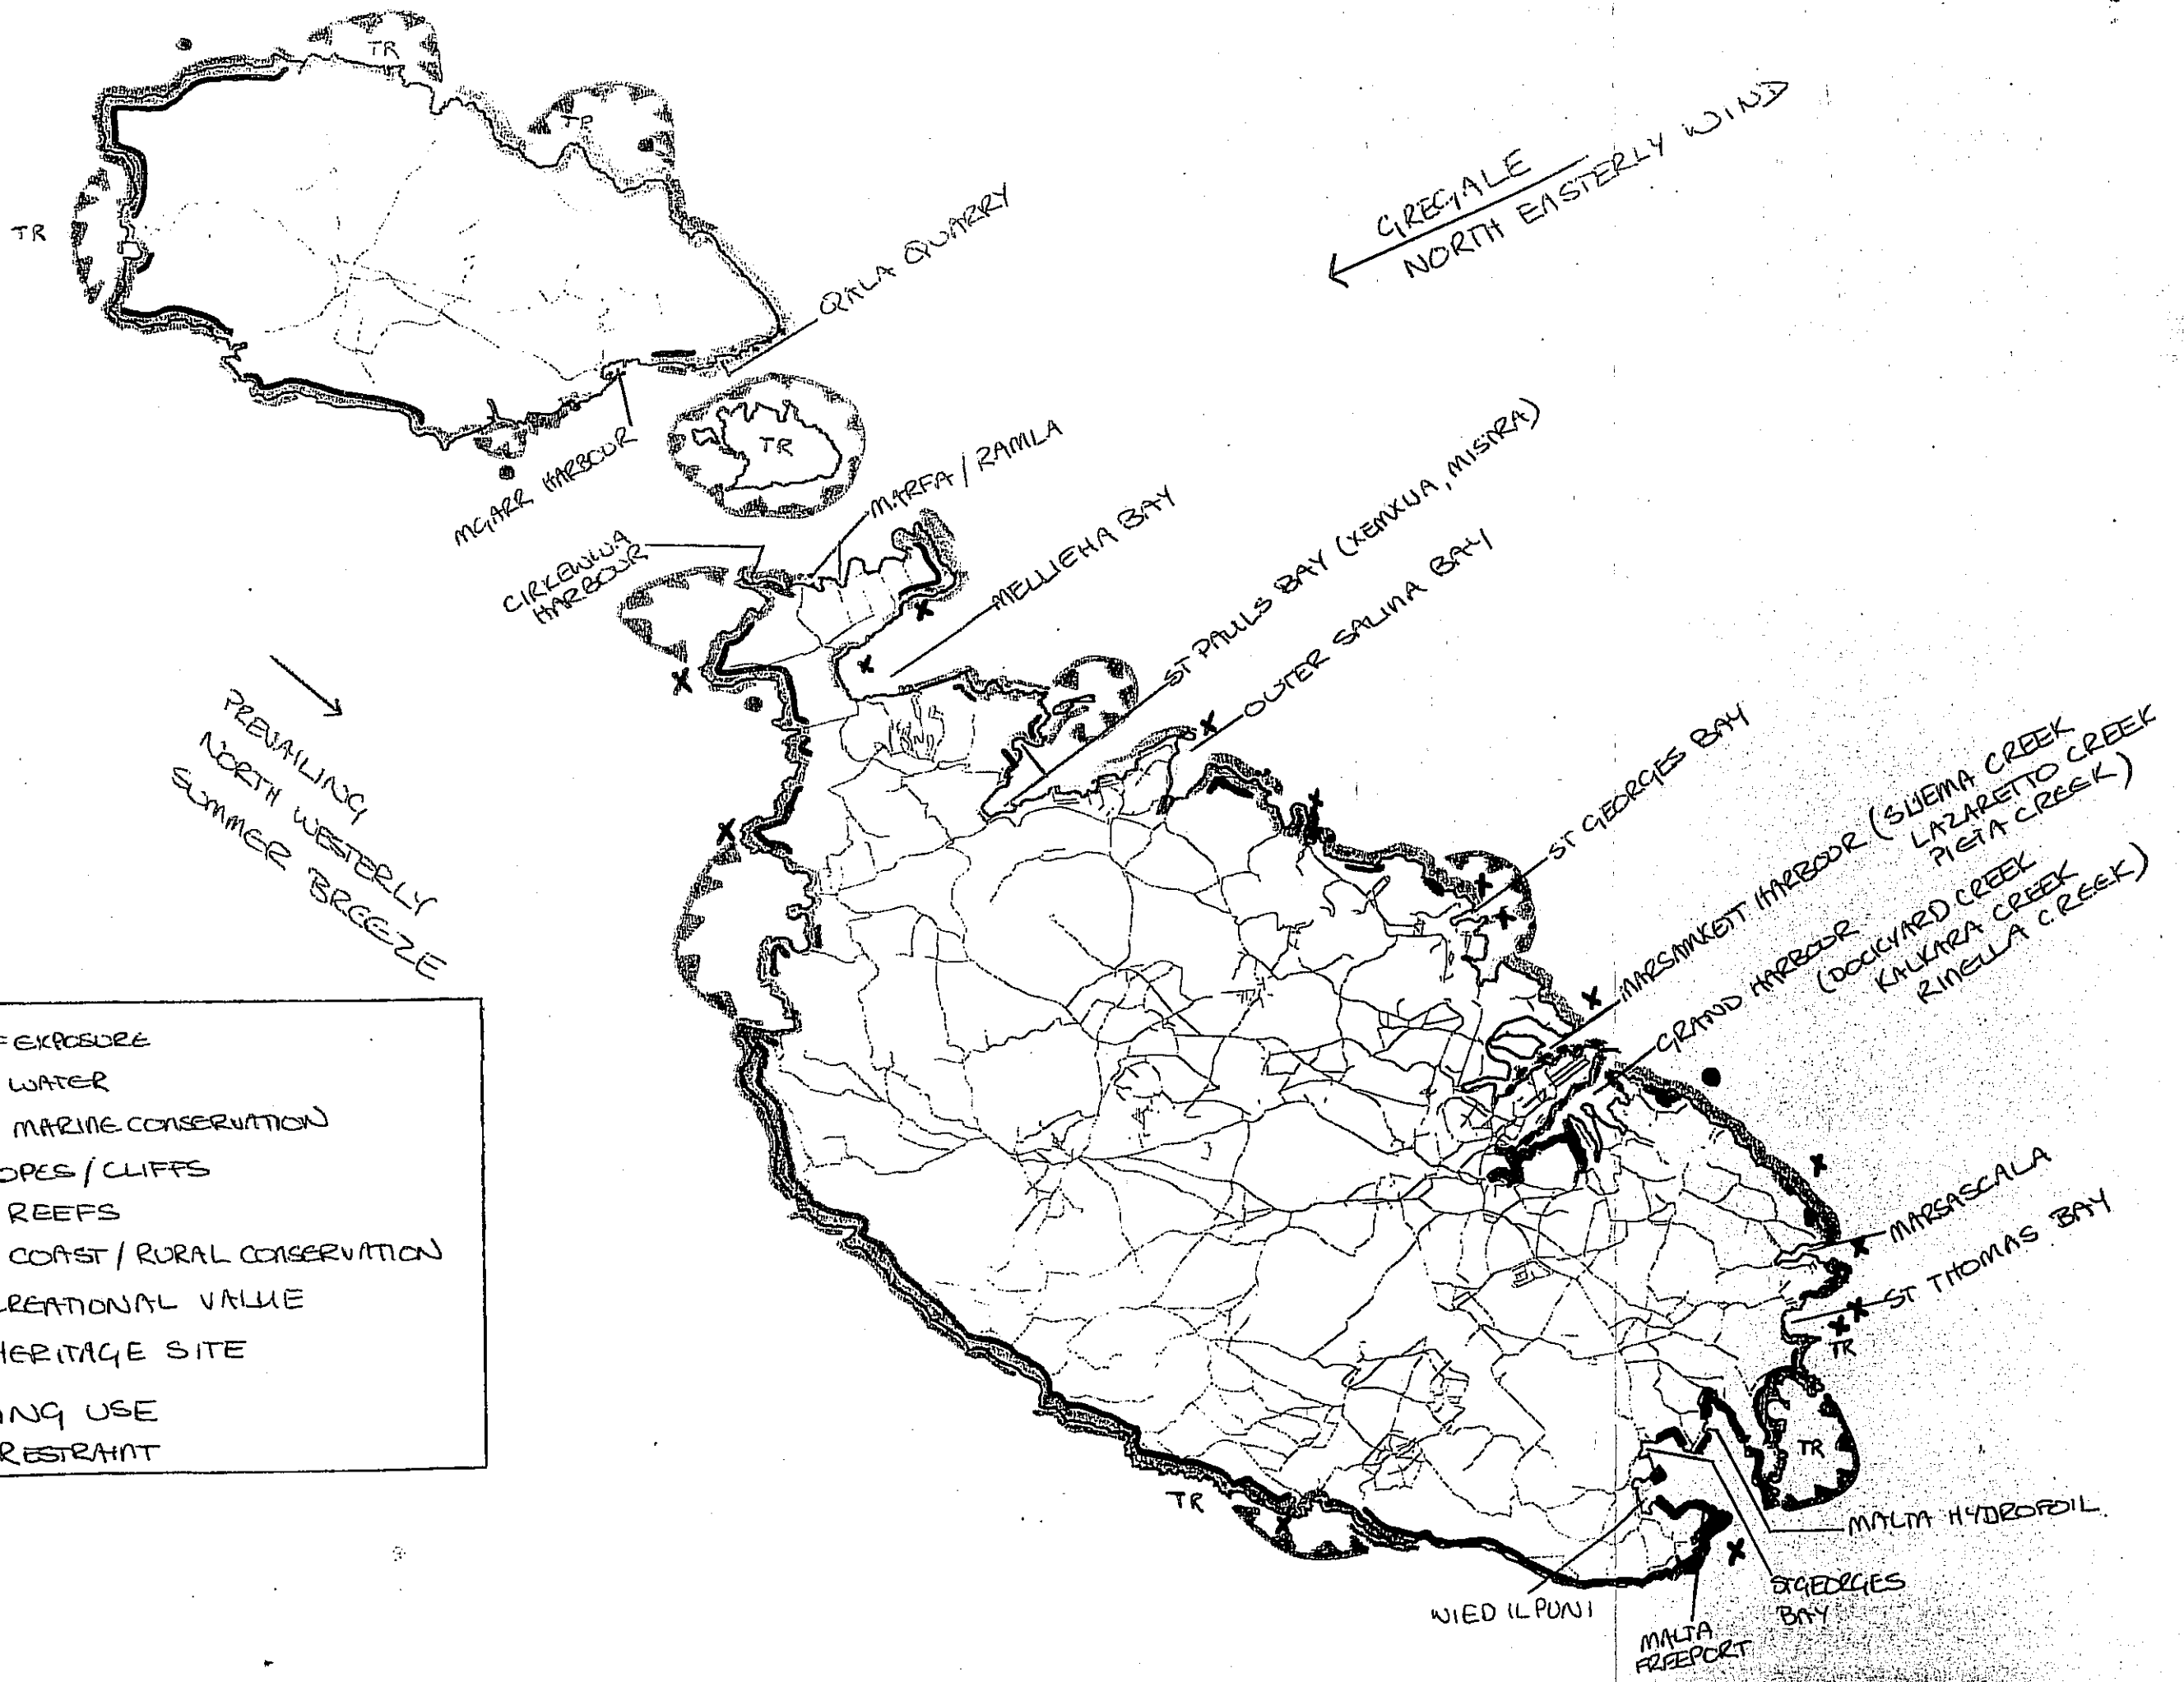 TR
TR
TR
QALA QUARRY
GREGALE
NORTH EASTERLY WIND
TR
MGARR HARBOUR
MARFA / RAMLA
CIRKEWWA
HARBOUR
MELLIEHA BAY
ST PAULS BAY (XEMXIJA, MISTRA)
OUTER SALINA BAY
PREVAILING
NORTH WESTERLY
SUMMER BREEZE
ST GEORGES BAY
MARSAMXETT HARBOUR (SLIEMA CREEK
LAZARETTO CREEK
PIETA CREEK)
GRAND HARBOUR
(DOCKYARD CREEK
KALKARA CREEK
RINELLA CREEK)
= EXPOSURE
WATER
MARINE CONSERVATION
OPES / CLIFFS
REEFS
COAST / RURAL CONSERVATION
CREATIONAL VALUE
HERITAGE SITE
ING USE
RESTRAINT
MARSASCALA
ST THOMAS BAY
TR
TR
TR
MALTA HYDROFOIL
ST GEORGES
BAY
WIED IL PUNI
MALTA
FREEPORT